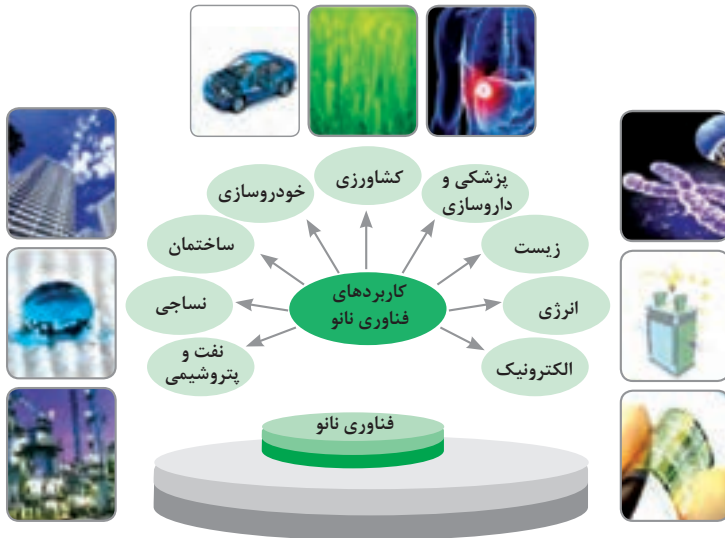 کشاورزی
پزشکی و
داروسازی
خودروسازی
زیست
ساختمان
کاربردهای
فناوری نانو
انرژی
نساجی
الکترونیک
نفت و
پتروشیمی
فناوری نانو